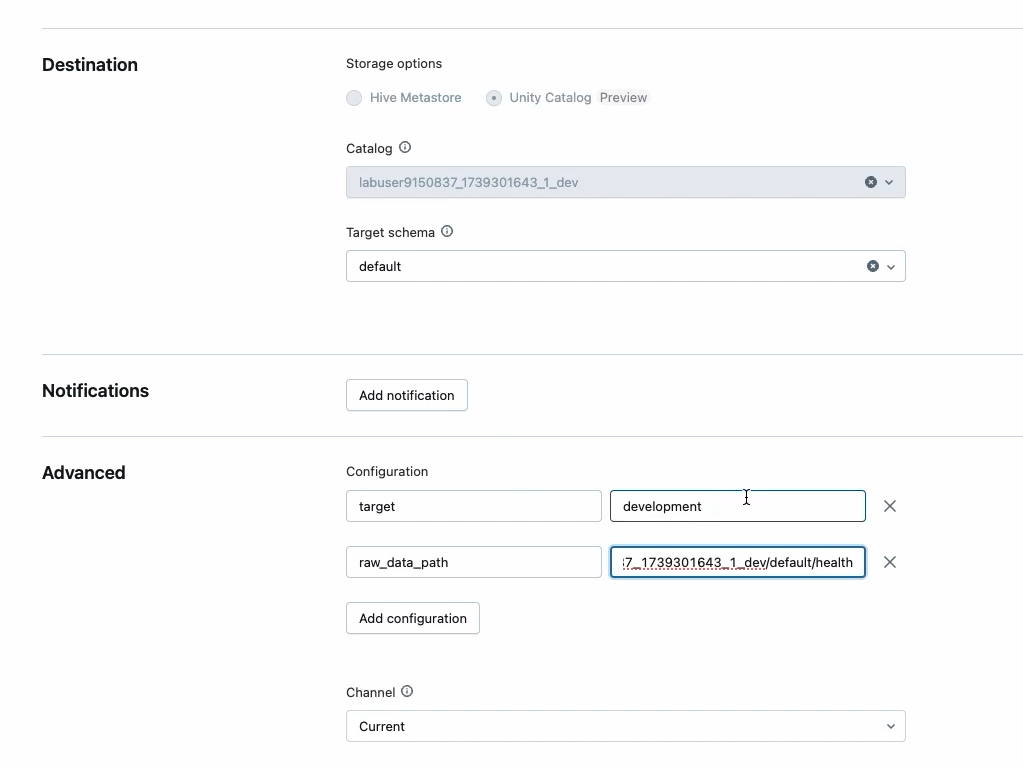 Destination
Storage options
Hive Metastore
Unity Catalog Preview
Catalog
labuser9150837_1739301643_1_dev
Target schema
default
Notifications
Add notification
Advanced
Configuration
target
development
raw_data_path
7_1739301643_1_dev/default/health
Add configuration
Channel
Current